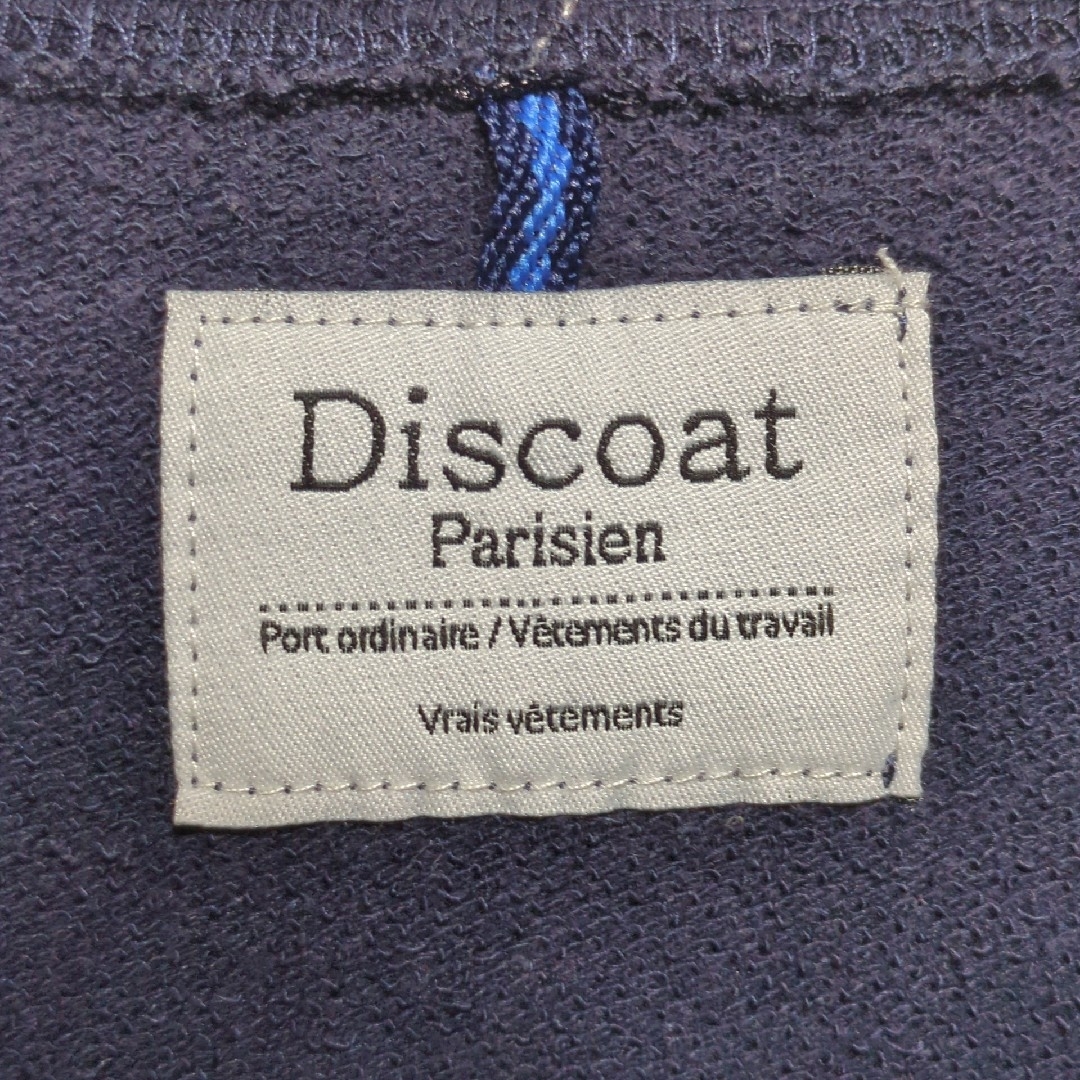 Discoat
Parisien
Port ordinaire / Vêtements du travail
Vrais vêtements